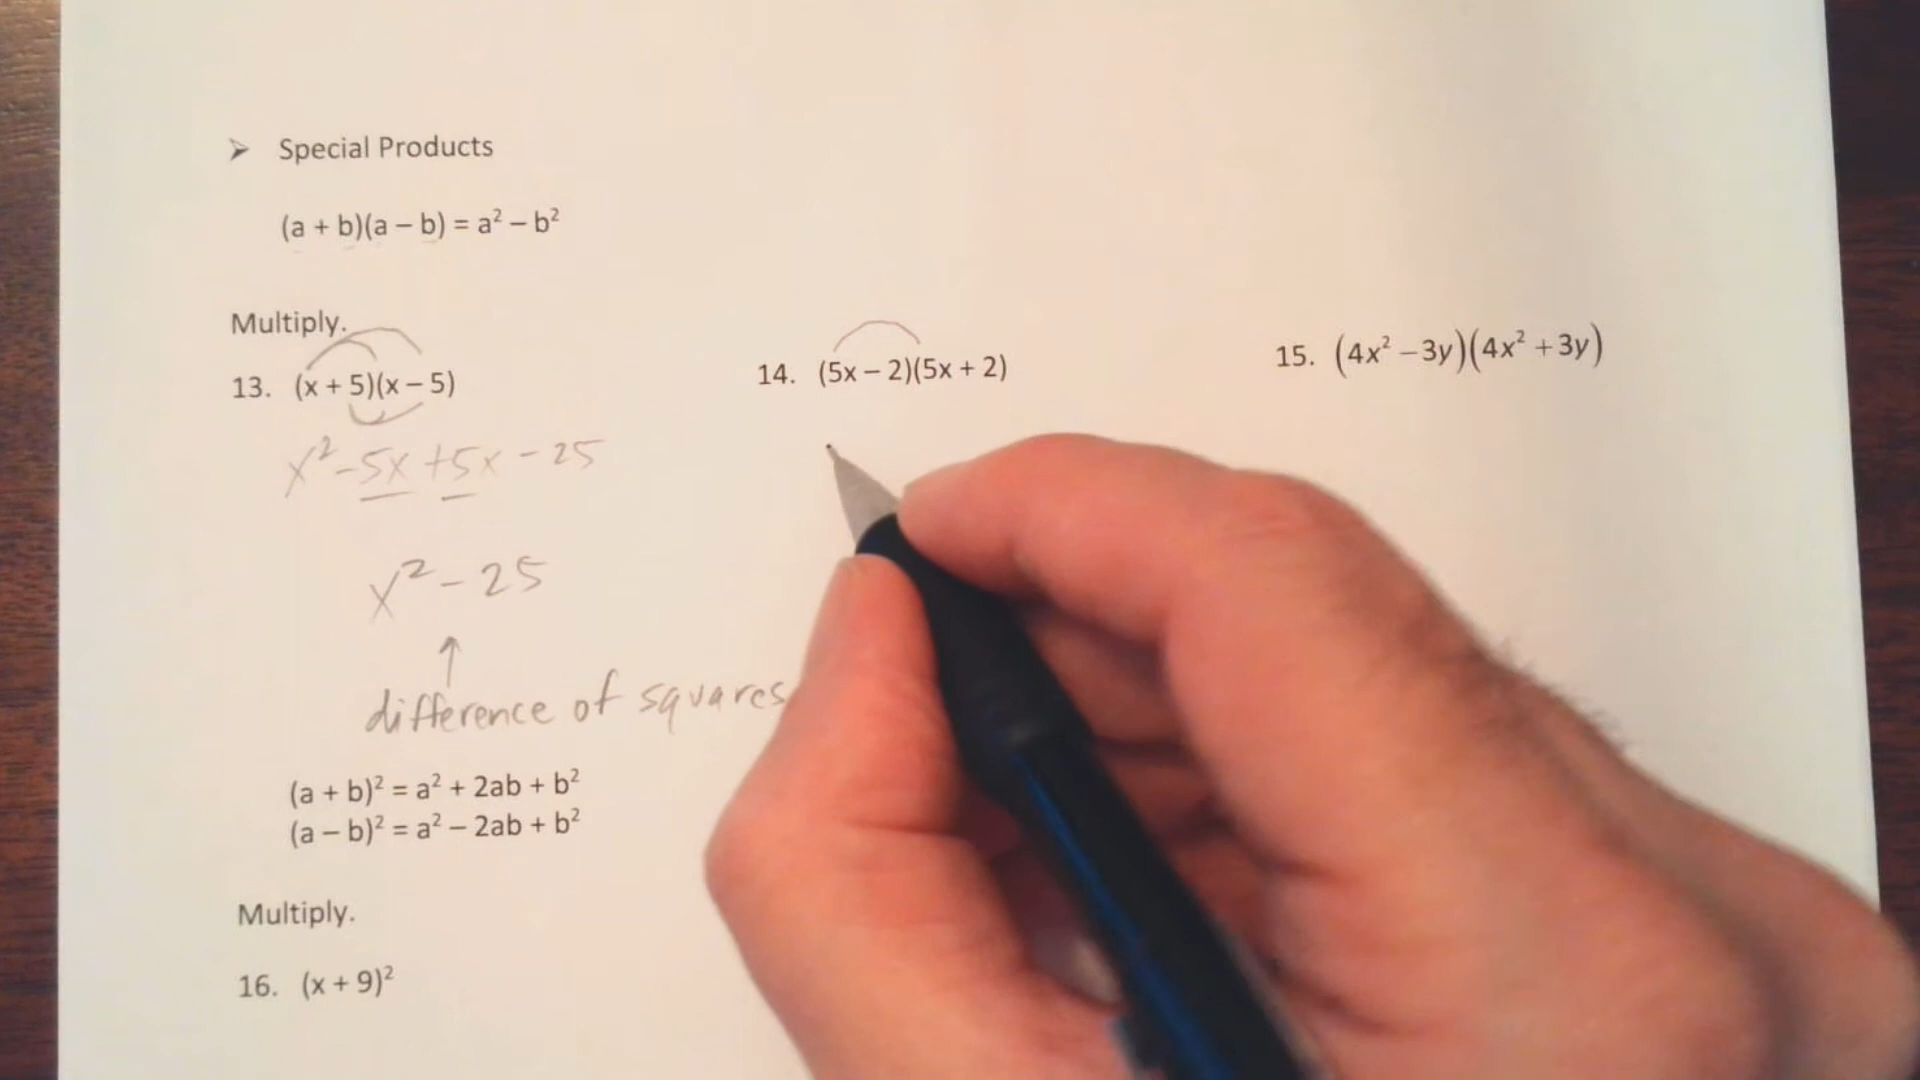 ➢ Special Products
(a + b)(a – b) = a² – b²
Multiply.
13. (x + 5)(x – 5)
14. (5x – 2)(5x + 2)
15. (4x² – 3y)(4x² + 3y)
x² - 5x + 5x - 25
x² - 25
↑
difference of squares
(a + b)² = a² + 2ab + b²
(a – b)² = a² – 2ab + b²
Multiply.
16. (x + 9)²